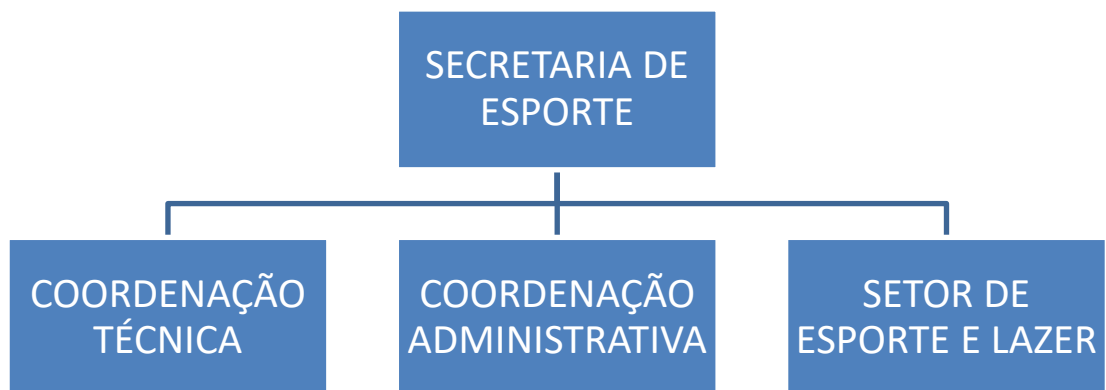 SECRETARIA DE
ESPORTE
COORDENAÇÃO
TÉCNICA
COORDENAÇÃO
ADMINISTRATIVA
SETOR DE
ESPORTE E LAZER